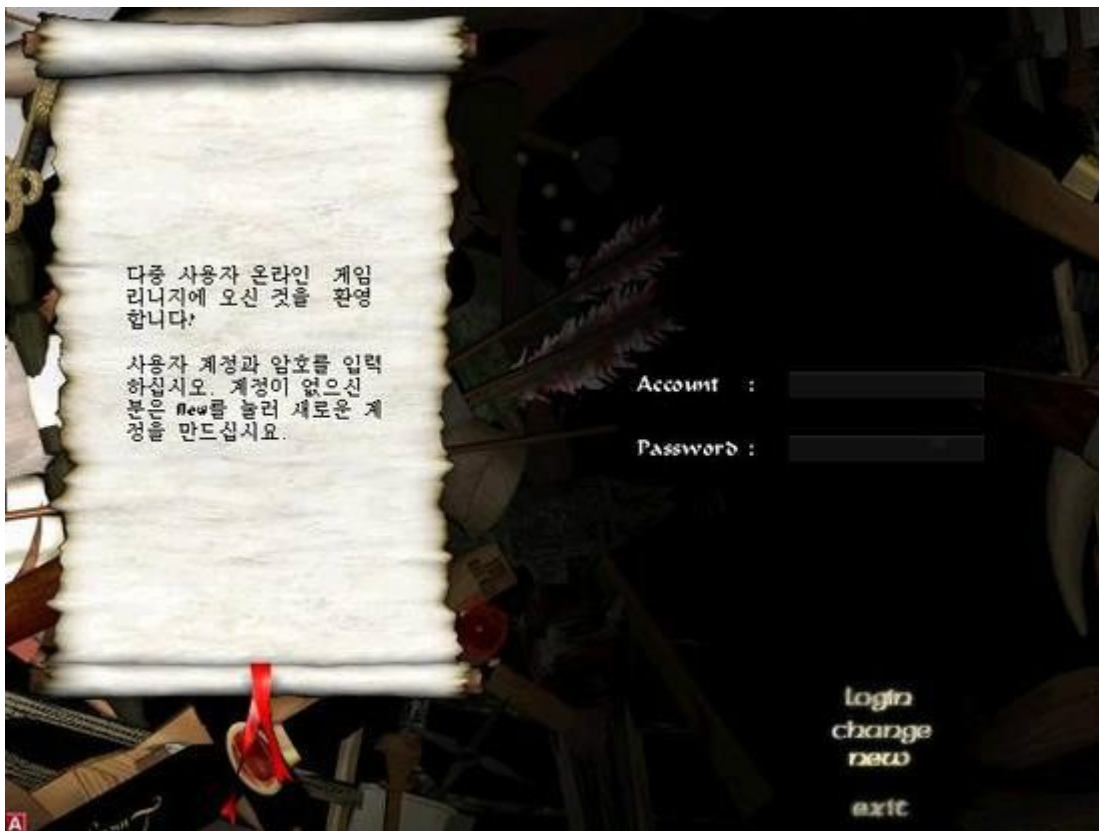 다중 사용자 온라인 게임
리니지에 오신 것을 환영
합니다!
사용자 계정과 암호를 입력
하십시오. 계정이 없으신
분은 New를 눌러 새로운 계
정을 만드십시요.
Account :
Password :
Login
change
new
exit
A